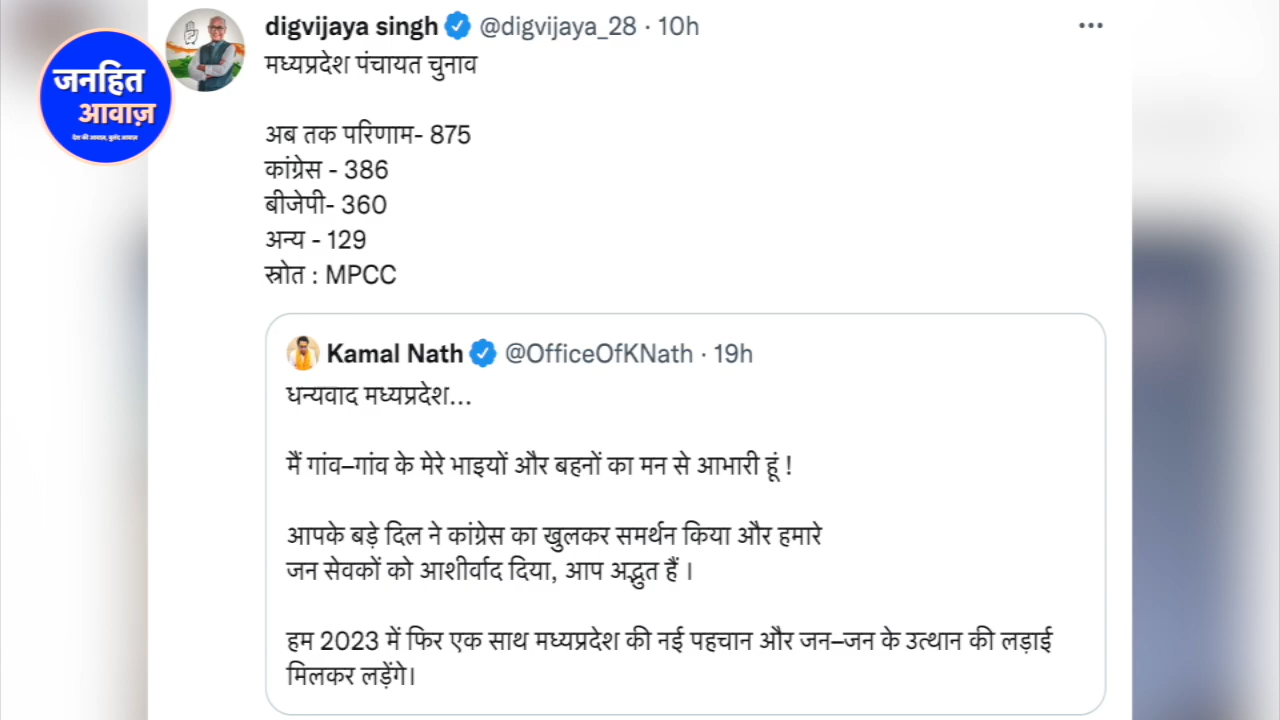 जनहित
आवाज़
देश की आवाज़, बुलंद आवाज़
digvijaya singh @digvijaya_28 · 10h
मध्यप्रदेश पंचायत चुनाव
अब तक परिणाम- 875
कांग्रेस - 386
बीजेपी- 360
अन्य - 129
स्रोत : MPCC
Kamal Nath @OfficeOfKNath · 19h
धन्यवाद मध्यप्रदेश...
मैं गांव–गांव के मेरे भाइयों और बहनों का मन से आभारी हूं !
आपके बड़े दिल ने कांग्रेस का खुलकर समर्थन किया और हमारे
जन सेवकों को आशीर्वाद दिया, आप अद्भुत हैं ।
हम 2023 में फिर एक साथ मध्यप्रदेश की नई पहचान और जन–जन के उत्थान की लड़ाई
मिलकर लड़ेंगे।